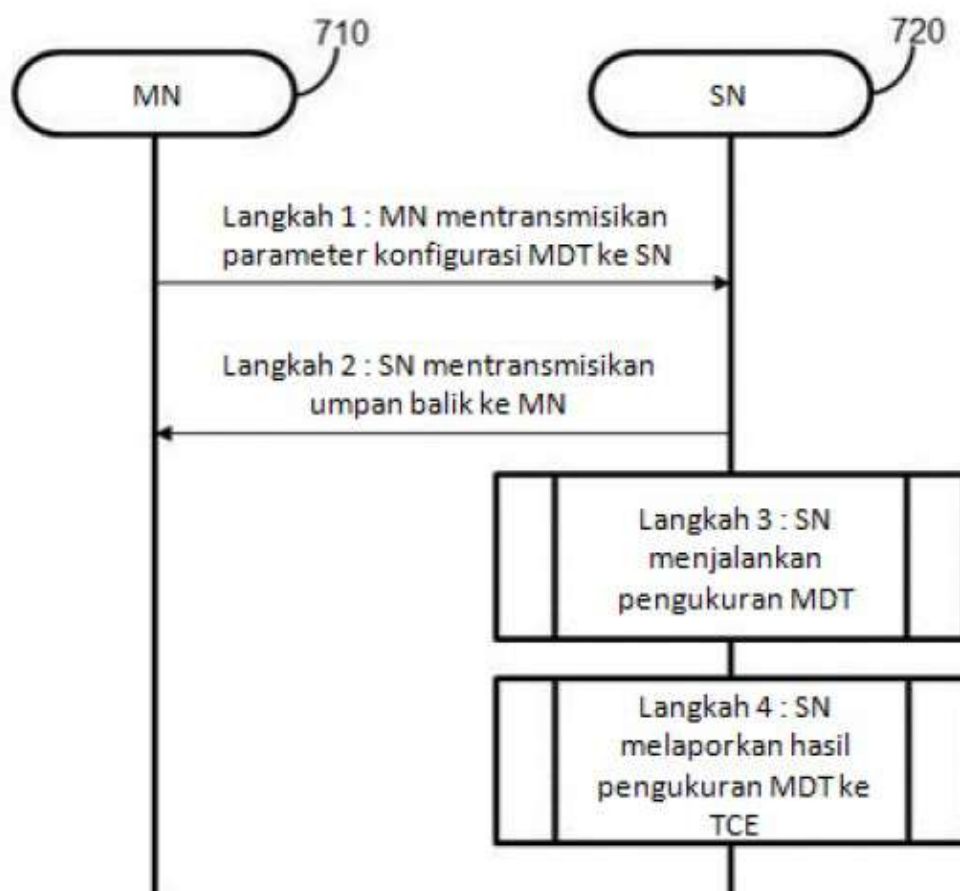 710
720
MN
SN
Langkah 1 : MN mentransmisikan
parameter konfigurasi MDT ke SN
Langkah 2 : SN mentransmisikan
umpan balik ke MN
Langkah 3 : SN
menjalankan
pengukuran MDT
Langkah 4 : SN
melaporkan hasil
pengukuran MDT ke
TCE